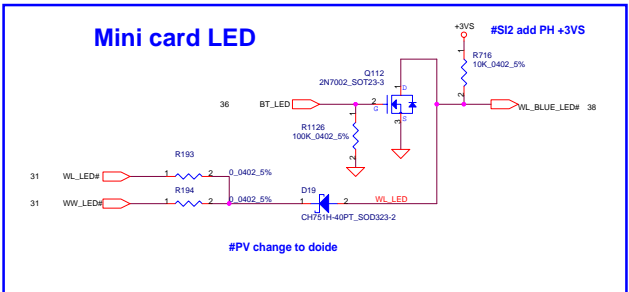 Mini card LED
+3VS
#SI2 add PH +3VS
1
R716
10K_0402_5%
2
Q112
2N7002_SOT23-3
1
D
36
BT_LED
2
G
S
3
WL_BLUE_LED#
38
1
R1126
100K_0402_5%
2
R193
31
WL_LED#
1
2
0_0402_5%
R194
31
WW_LED#
1
2
0_0402_5%
D19
1
2
WL_LED
CH751H-40PT_SOD323-2
#PV change to doide